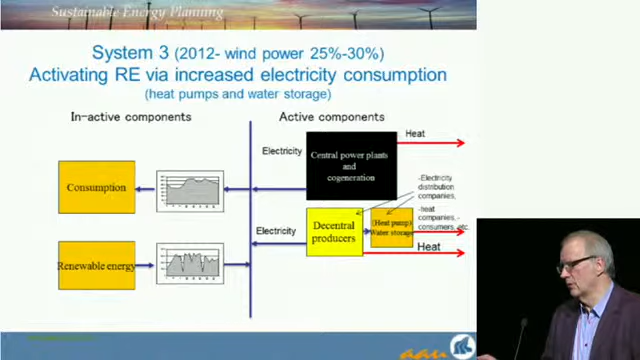 Sustainable Energy Planning
System 3 (2012- wind power 25%-30%)
Activating RE via increased electricity consumption
(heat pumps and water storage)
In-active components
Active components
Heat
Electricity
Central power plants
and
cogeneration
Consumption
-Electricity
distribution
companies,
-heat
companies, -
consumers, etc.
Electricity
Decentral
producers
(Heat pump)
Water storage
Heat
Renewable energy
aau